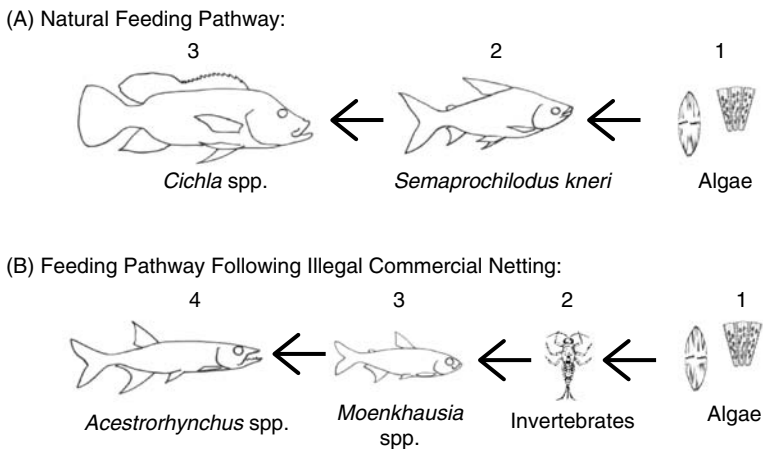 (A) Natural Feeding Pathway:
3 2 1
Cichla spp. Semaprochilodus kneri Algae
(B) Feeding Pathway Following Illegal Commercial Netting:
4 3 2 1
Acestrorhynchus spp. Moenkhausia spp. Invertebrates Algae